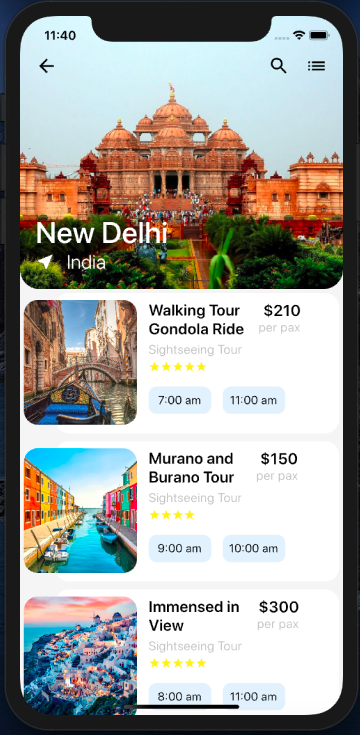 11:40
New Delhi
India
Walking Tour
Gondola Ride
$210
per pax
Sightseeing Tour
7:00 am
11:00 am
Murano and
Burano Tour
$150
per pax
Sightseeing Tour
9:00 am
10:00 am
Immensed in
View
$300
per pax
Sightseeing Tour
8:00 am
11:00 am